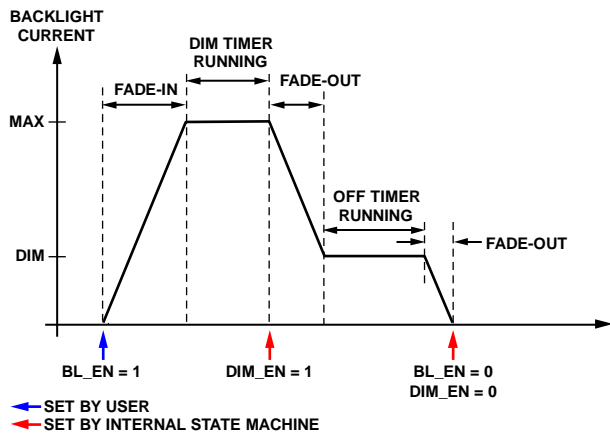 BACKLIGHT
CURRENT
DIM TIMER
RUNNING
FADE-IN
FADE-OUT
MAX
OFF TIMER
RUNNING
FADE-OUT
DIM
BL_EN = 1
DIM_EN = 1
BL_EN = 0
DIM_EN = 0
SET BY USER
SET BY INTERNAL STATE MACHINE